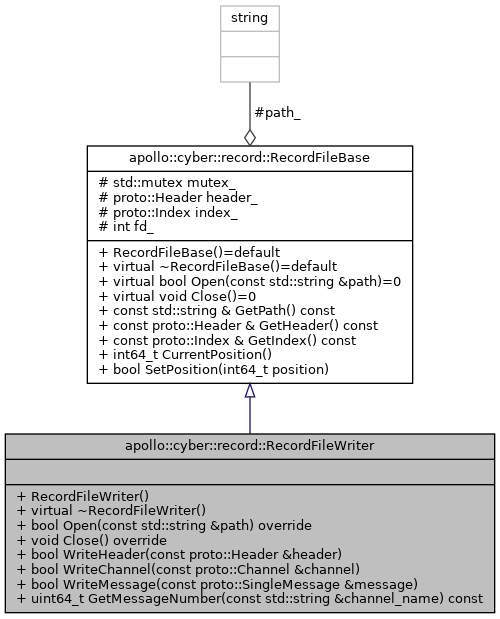 string
#path_
apollo::cyber::record::RecordFileBase
# std::mutex mutex_
# proto::Header header_
# proto::Index index_
# int fd_
+ RecordFileBase()=default
+ virtual ~RecordFileBase()=default
+ virtual bool Open(const std::string &path)=0
+ virtual void Close()=0
+ const std::string & GetPath() const
+ const proto::Header & GetHeader() const
+ const proto::Index & GetIndex() const
+ int64_t CurrentPosition()
+ bool SetPosition(int64_t position)
apollo::cyber::record::RecordFileWriter
+ RecordFileWriter()
+ virtual ~RecordFileWriter()
+ bool Open(const std::string &path) override
+ void Close() override
+ bool WriteHeader(const proto::Header &header)
+ bool WriteChannel(const proto::Channel &channel)
+ bool WriteMessage(const proto::SingleMessage &message)
+ uint64_t GetMessageNumber(const std::string &channel_name) const